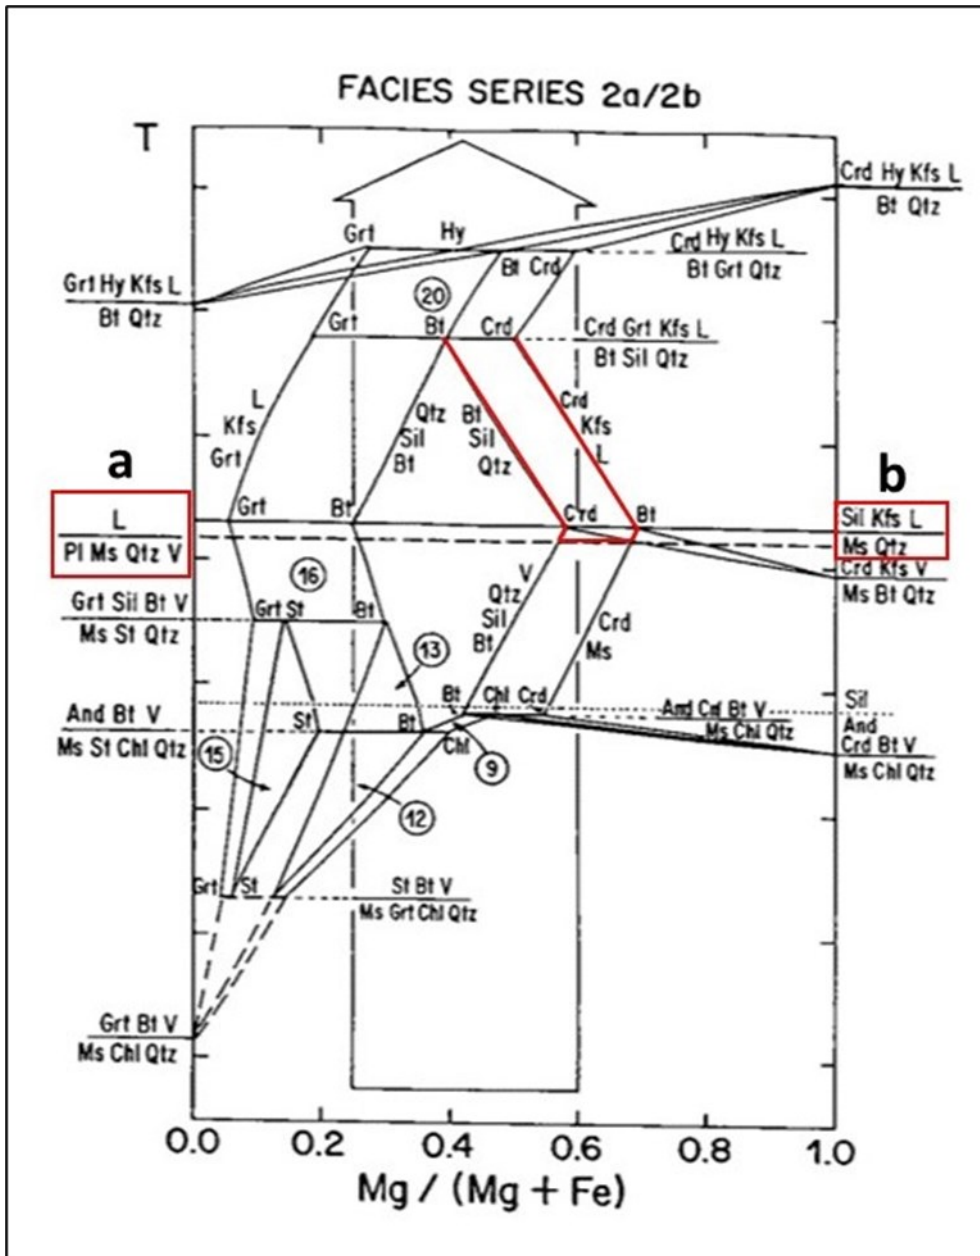 FACIES SERIES 2a/2b
T
Crd Hy Kfs L
Bt Qtz
Grt
Hy
Crd Hy Kfs L
Bt Grt Qtz
Bt Crd
Grt Hy Kfs L
Bt Qtz
20
Grt
Bt
Crd
Crd Grt Kfs L
Bt Sil Qtz
L
Kfs
Grt
Qtz
Sil
Bt
Bt
Sil
Qtz
Crd
Kfs
L
a
b
Grt
Bt
Crd
Bt
L
Pl Ms Qtz V
Sil Kfs L
Ms Qtz
Crd Kfs V
Ms Bt Qtz
16
V
Qtz
Sil
Bt
Crd
Ms
Grt Sil Bt V
Ms St Qtz
Grt St
Bt
13
Bt
Chl
Crd
Sil
And
And Crd Bt V
Ms Chl Qtz
And Bt V
Ms St Chl Qtz
St
Bt
Chl
Crd Bt V
Ms Chl Qtz
15
9
12
Grt
St
St Bt V
Ms Grt Chl Qtz
Grt Bt V
Ms Chl Qtz
0.0 0.2 0.4 0.6 0.8 1.0
Mg / (Mg + Fe)